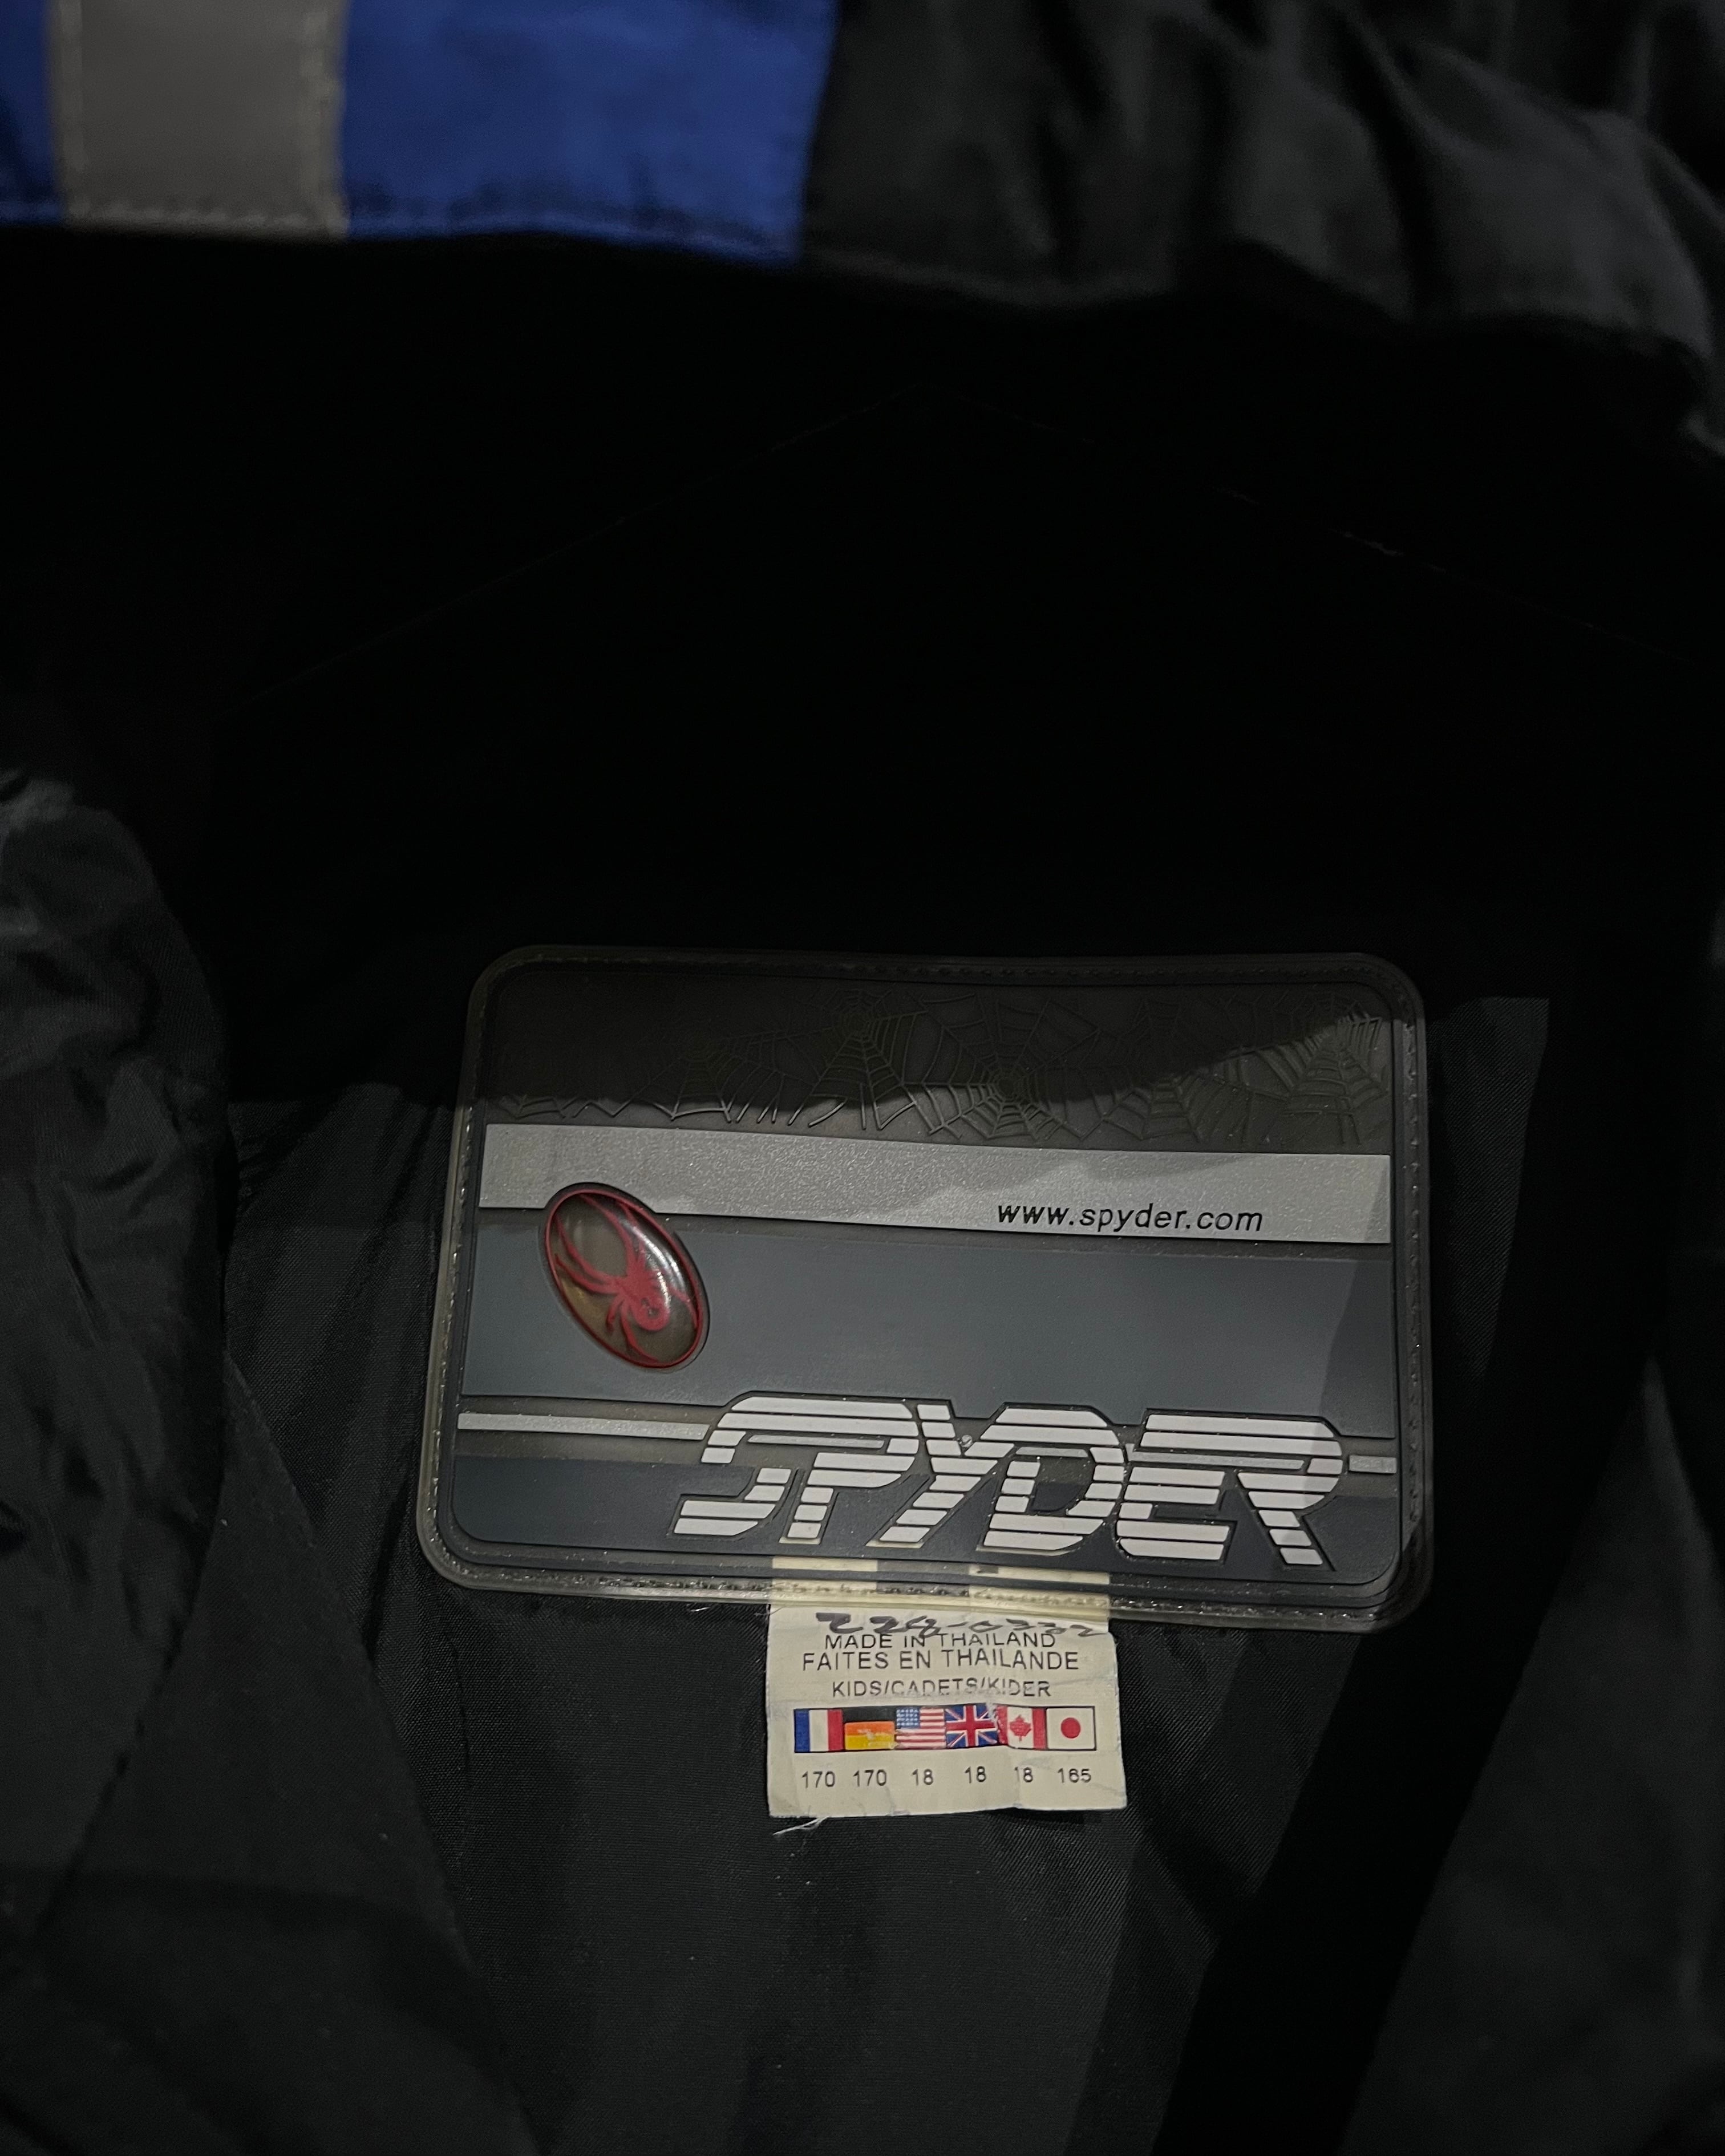 www.spyder.com
SPYDER
MADE IN THAILAND
FAITES EN THAILANDE
KIDS/CADETS/KIDER
170 170 18 18 18 165